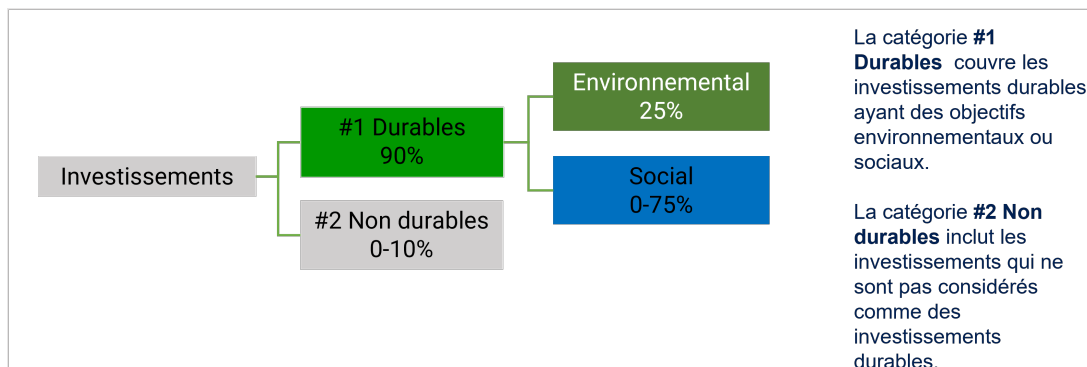 Investissements
#1 Durables
90%
#2 Non durables
0-10%
Environnemental
25%
Social
0-75%
La catégorie #1
Durables couvre les
investissements durables
ayant des objectifs
environnementaux ou
sociaux.
La catégorie #2 Non
durables inclut les
investissements qui ne
sont pas considérés
comme des
investissements
durables.